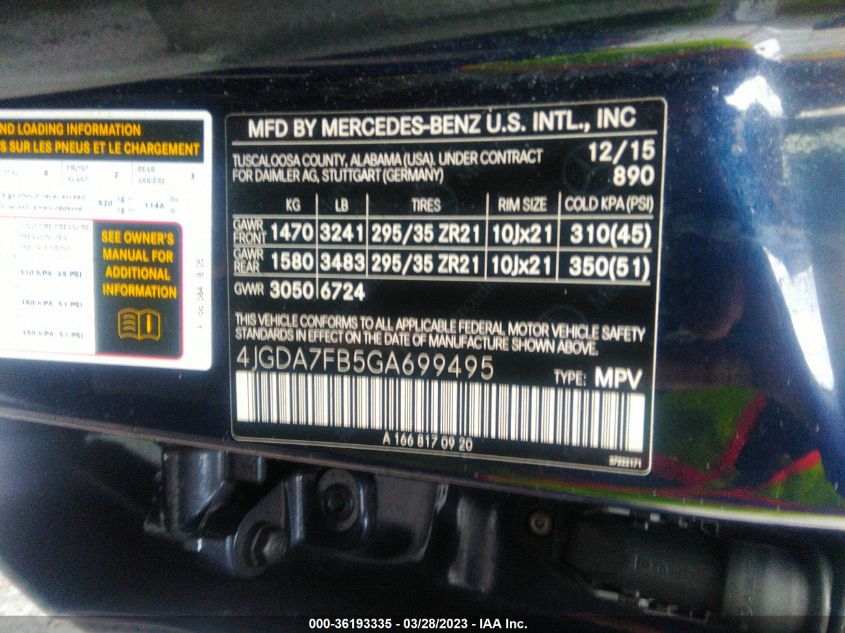 ND LOADING INFORMATION
S SUR LES PNEUS ET LE CHARGEMENT
SEE OWNER'S
MANUAL FOR
ADDITIONAL
INFORMATION
MFD BY MERCEDES-BENZ U.S. INTL., INC
TUSCALOOSA COUNTY, ALABAMA (USA). UNDER CONTRACT 12/15
FOR DAIMLER AG, STUTTGART (GERMANY) 890
KG LB TIRES RIM SIZE COLD KPA (PSI)
GAWR FRONT 1470 3241 295/35 ZR21 10Jx21 310(45)
GAWR REAR 1580 3483 295/35 ZR21 10Jx21 350(51)
GVWR 3050 6724
THIS VEHICLE CONFORMS TO ALL APPLICABLE FEDERAL MOTOR VEHICLE SAFETY
STANDARDS IN EFFECT ON THE DATE OF MANUFACTURE SHOWN ABOVE.
4JGDA7FB5GA699495 TYPE: MPV
A 166 817 09 20
37222171
000-36193335 - 03/28/2023 - IAA Inc.